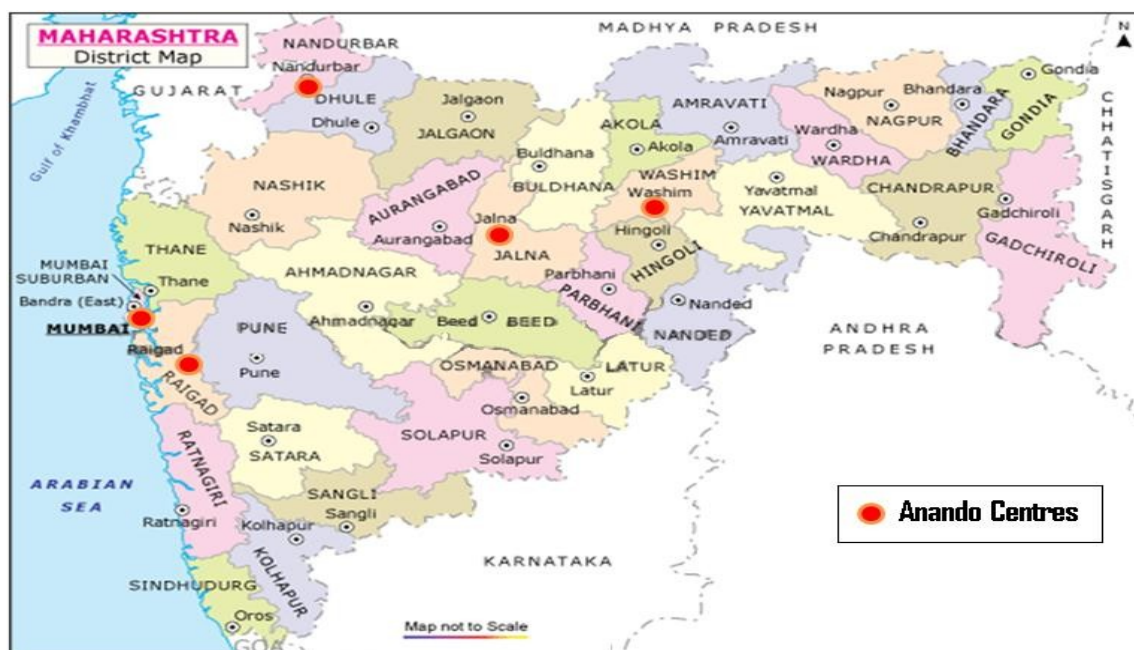 MAHARASHTRA
District Map
MADHYA PRADESH
N
NANDURBAR
Nandurbar
GUJARAT
DHULE
Dhule
Jalgaon
JALGAON
AKOLA
Akola
AMRAVATI
Amravati
Nagpur
NAGPUR
Bhandara
BHANDARA
Gondia
GONDIA
CHHATISGARH
Gulf of Khambhat
Wardha
WARDHA
Buldhana
BULDHANA
WASHIM
Washim
NASHIK
Nashik
AURANGABAD
Aurangabad
Jalna
JALNA
Yavatmal
YAVATMAL
CHANDRAPUR
Chandrapur
Gadchiroli
GADCHIROLI
Hingoli
HINGOLI
THANE
Thane
MUMBAI
SUBURBAN
Bandra (East)
MUMBAI
AHMADNAGAR
Ahmadnagar
Parbhani
PARBHANI
Nanded
NANDED
Beed
BEED
ANDHRA
PRADESH
PUNE
Pune
Raigad
RAIGAD
OSMANABAD
Osmanabad
LATUR
Latur
Satara
SATARA
SOLAPUR
Solapur
RATNAGIRI
Ratnagiri
ARABIAN
SEA
SANGLI
Sangli
Kolhapur
KOLHAPUR
Anando Centres
KARNATAKA
SINDHUDURG
Oros
GOA
Map not to Scale